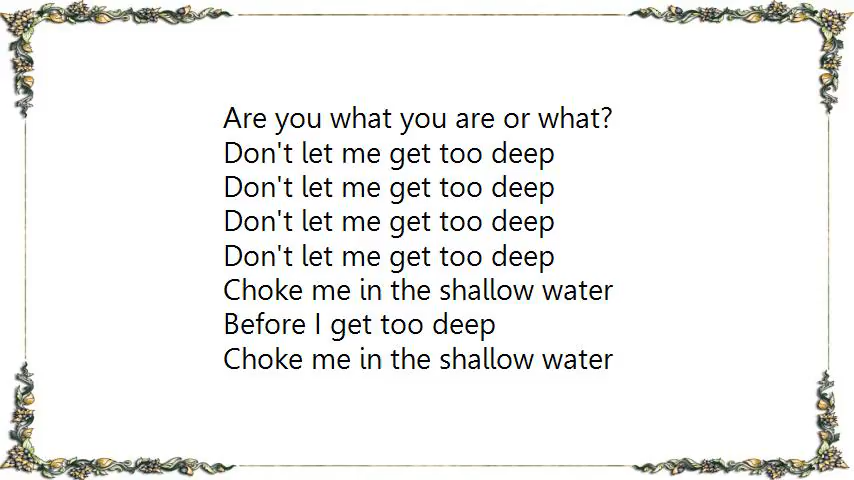 Are you what you are or what?
Don't let me get too deep
Don't let me get too deep
Don't let me get too deep
Don't let me get too deep
Choke me in the shallow water
Before I get too deep
Choke me in the shallow water